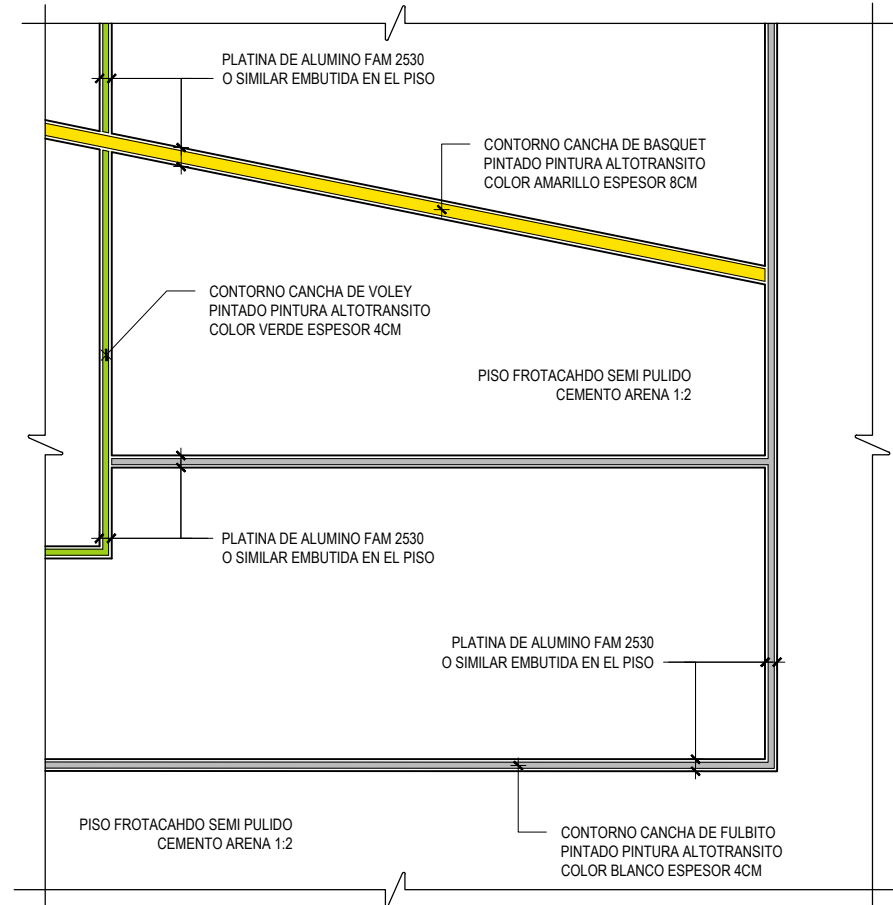 PLATINA DE ALUMINO FAM 2530
O SIMILAR EMBUTIDA EN EL PISO
CONTORNO CANCHA DE BASQUET
PINTADO PINTURA ALTOTRANSITO
COLOR AMARILLO ESPESOR 8CM
CONTORNO CANCHA DE VOLEY
PINTADO PINTURA ALTOTRANSITO
COLOR VERDE ESPESOR 4CM
PISO FROTACAHDO SEMI PULIDO
CEMENTO ARENA 1:2
PLATINA DE ALUMINO FAM 2530
O SIMILAR EMBUTIDA EN EL PISO
PLATINA DE ALUMINO FAM 2530
O SIMILAR EMBUTIDA EN EL PISO
PISO FROTACAHDO SEMI PULIDO
CEMENTO ARENA 1:2
CONTORNO CANCHA DE FULBITO
PINTADO PINTURA ALTOTRANSITO
COLOR BLANCO ESPESOR 4CM